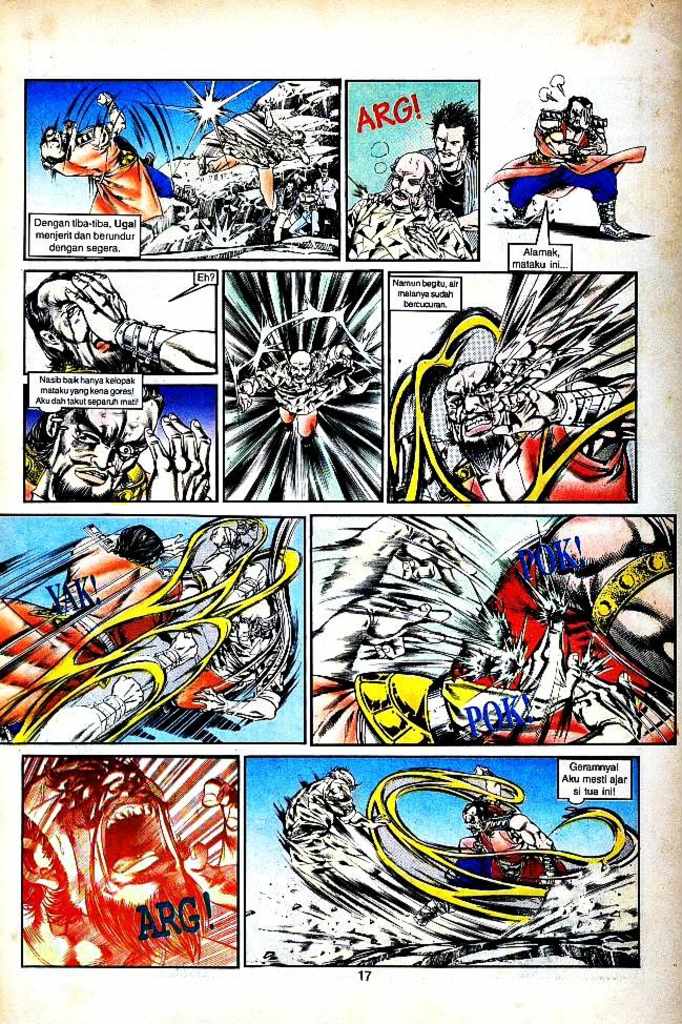 Dengan tiba-tiba, Ugal
menjerit dan berundur
dengan segera.
ARG!
Alamak,
mataku ini...
Eh?
Nasib baik hanya kelopak
mataku yang kena gores!
Aku dah takut separuh mati!
Namun begitu, air
matanya sudah
bercucuran.
YAK!
POK!
POK!
ARG!
Geramnya!
Aku mesti ajar
si tua ini!
17